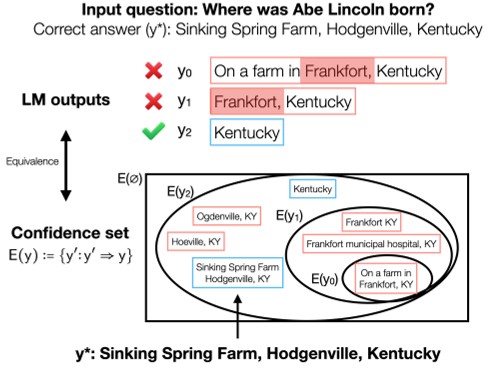 Input question: Where was Abe Lincoln born?
Correct answer (y*): Sinking Spring Farm, Hodgenville, Kentucky
y₀ On a farm in Frankfort, Kentucky
LM outputs
y₁ Frankfort, Kentucky
y₂ Kentucky
Equivalence
E(∅)
E(y₂)
Kentucky
Ogdenville, KY
E(y₁)
Frankfort KY
Confidence set
Hoeville, KY
Frankfort municipal hospital, KY
E(y) := {y′:y′ ⇒ y}
Sinking Spring Farm
Hodgenville, KY
E(y₀)
On a farm in
Frankfort, KY
y*: Sinking Spring Farm, Hodgenville, Kentucky